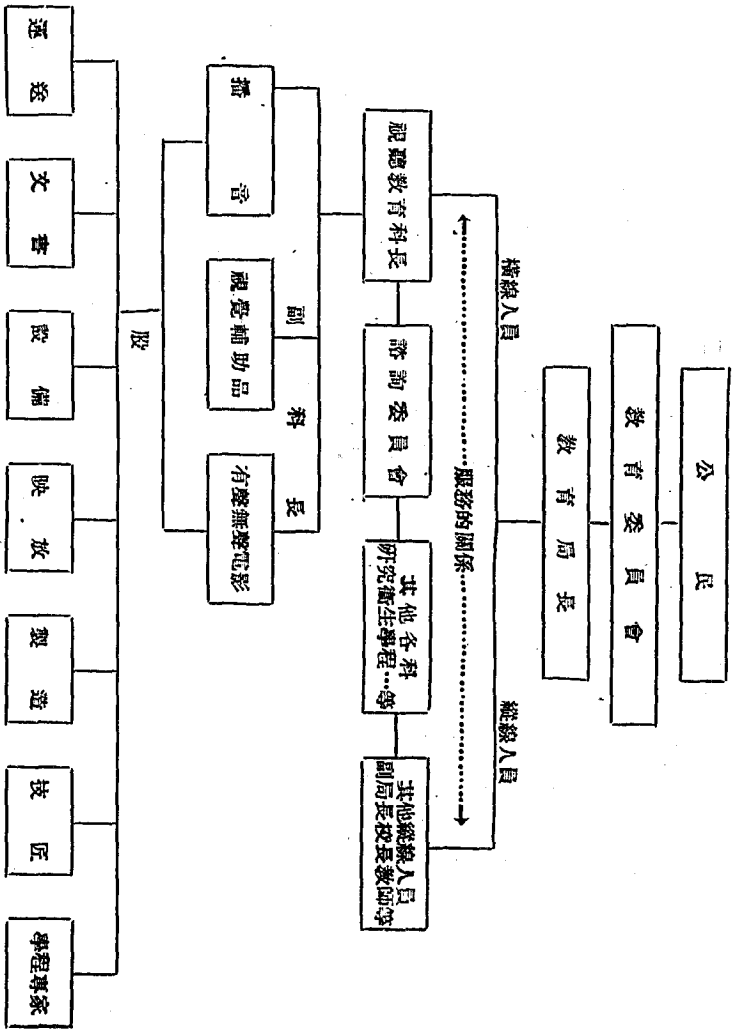 公民
教育委員會
教育局長
橫線人員
縱線人員
服務的關係
視聽教育科長
諮詢委員會
其他各科
研究衞生學程…等
其他縱線人員
副局長校長教師等
副科長
播音
視覺輔助品
有聲無聲電影
股
運送
文書
設備
映放
製造
技匠
學程專家